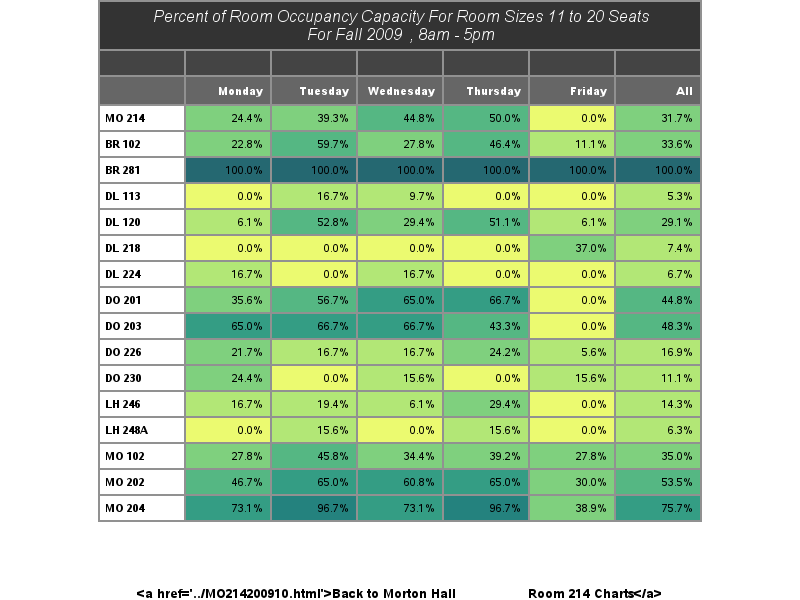 Percent of Room Occupancy Capacity For Room Sizes 11 to 20 Seats
For Fall 2009 , 8am - 5pm
Monday Tuesday Wednesday Thursday Friday All
MO 214 24.4% 39.3% 44.8% 50.0% 0.0% 31.7%
BR 102 22.8% 59.7% 27.8% 46.4% 11.1% 33.6%
BR 281 100.0% 100.0% 100.0% 100.0% 100.0% 100.0%
DL 113 0.0% 16.7% 9.7% 0.0% 0.0% 5.3%
DL 120 6.1% 52.8% 29.4% 51.1% 6.1% 29.1%
DL 218 0.0% 0.0% 0.0% 0.0% 37.0% 7.4%
DL 224 16.7% 0.0% 16.7% 0.0% 0.0% 6.7%
DO 201 35.6% 56.7% 65.0% 66.7% 0.0% 44.8%
DO 203 65.0% 66.7% 66.7% 43.3% 0.0% 48.3%
DO 226 21.7% 16.7% 16.7% 24.2% 5.6% 16.9%
DO 230 24.4% 0.0% 15.6% 0.0% 15.6% 11.1%
LH 246 16.7% 19.4% 6.1% 29.4% 0.0% 14.3%
LH 248A 0.0% 15.6% 0.0% 15.6% 0.0% 6.3%
MO 102 27.8% 45.8% 34.4% 39.2% 27.8% 35.0%
MO 202 46.7% 65.0% 60.8% 65.0% 30.0% 53.5%
MO 204 73.1% 96.7% 73.1% 96.7% 38.9% 75.7%
<a href='../MO214200910.html'>Back to Morton Hall Room 214 Charts</a>